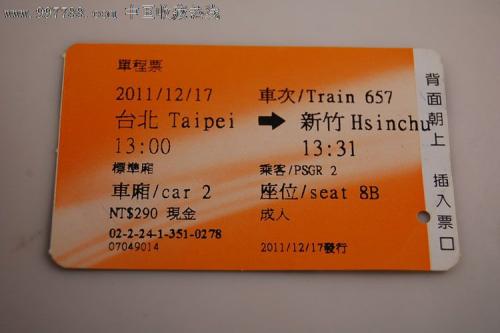 www.997788.com 中国收藏热线
單程票
2011/12/17 車次/Train 657
台北 Taipei ➡ 新竹 Hsinchu
13:00 13:31
標準廂 乘客/PSGR 2
車廂/car 2 座位/seat 8B
NT$290 現金 成人
02-2-24-1-351-0278
07049014 2011/12/17發行
背面朝上 插入票口